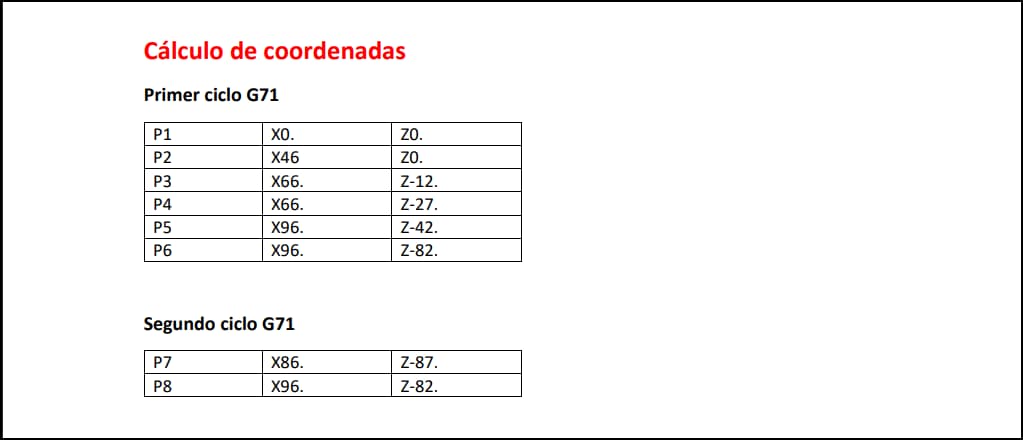 Cálculo de coordenadas
Primer ciclo G71
P1 X0. Z0.
P2 X46 Z0.
P3 X66. Z-12.
P4 X66. Z-27.
P5 X96. Z-42.
P6 X96. Z-82.
Segundo ciclo G71
P7 X86. Z-87.
P8 X96. Z-82.